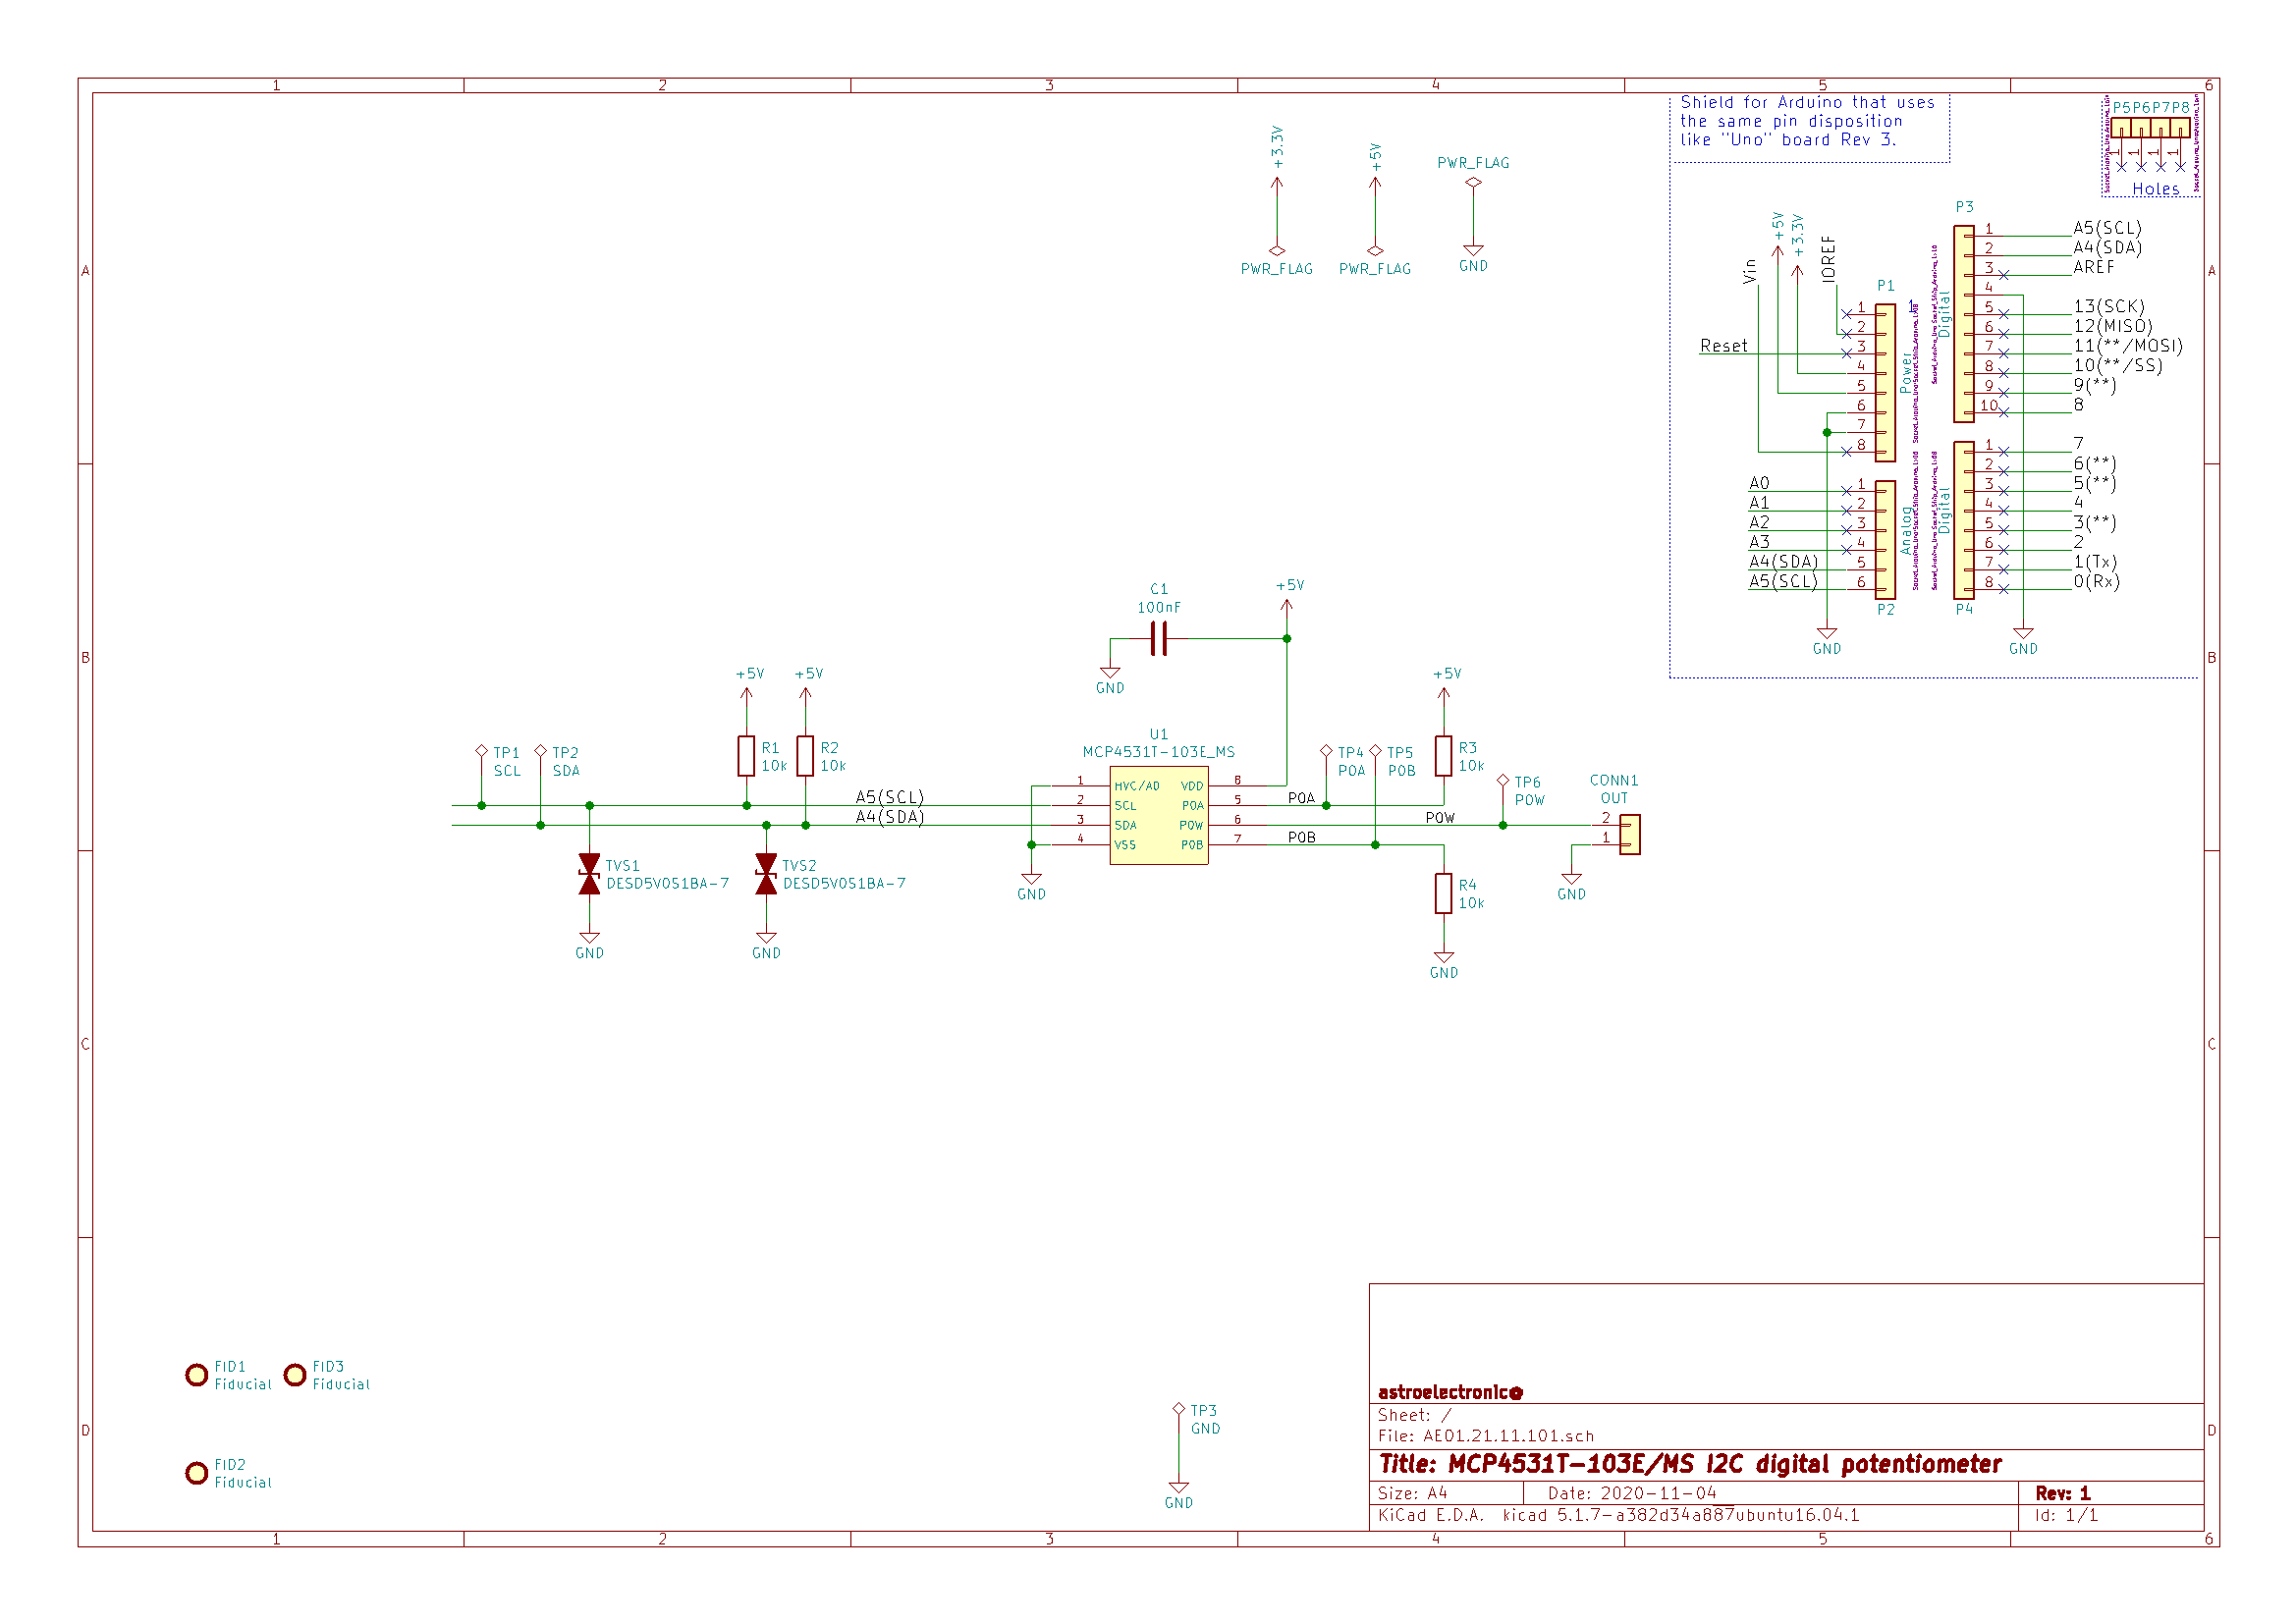 1 2 3 4 5 6
A
B
C
D
A
B
C
D
1 2 3 4 5 6
Shield for Arduino that uses
the same pin disposition
like "Uno" board Rev 3.
P5P6P7P8
1 1 1 1
Holes
+3.3V
PWR_FLAG
+5V
PWR_FLAG
PWR_FLAG
GND
Vin
+5V
+3.3V
IOREF
Reset
P1
Power
1
1
2
3
4
5
6
7
8
A0
A1
A2
A3
A4(SDA)
A5(SCL)
1
2
3
4
5
6
Analog
P2
GND
P3
Digital
1
2
3
4
5
6
7
8
9
10
A5(SCL)
A4(SDA)
AREF
13(SCK)
12(MISO)
11(**/MOSI)
10(**/SS)
9(**)
8
Digital
1
2
3
4
5
6
7
8
7
6(**)
5(**)
4
3(**)
2
1(Tx)
0(Rx)
P4
GND
C1
100nF
+5V
GND
+5V
+5V
TP1
SCL
TP2
SDA
R1
10k
R2
10k
A5(SCL)
A4(SDA)
TVS1
DESD5V0S1BA-7
GND
TVS2
DESD5V0S1BA-7
GND
U1
MCP4531T-103E_MS
1 HVC/A0 VDD 8
2 SCL P0A 5
3 SDA P0W 6
4 VSS P0B 7
GND
P0A
P0W
P0B
TP4
P0A
TP5
P0B
+5V
R3
10k
TP6
P0W
CONN1
OUT
2
1
GND
R4
10k
GND
FID1
Fiducial
FID3
Fiducial
FID2
Fiducial
TP3
GND
GND
astroelectronic@
Sheet: /
File: AE01.21.11.101.sch
Title: MCP4531T-103E/MS I2C digital potentiometer
Size: A4 Date: 2020-11-04 Rev: 1
KiCad E.D.A. kicad 5.1.7-a382d34a887ubuntu16.04.1 Id: 1/1